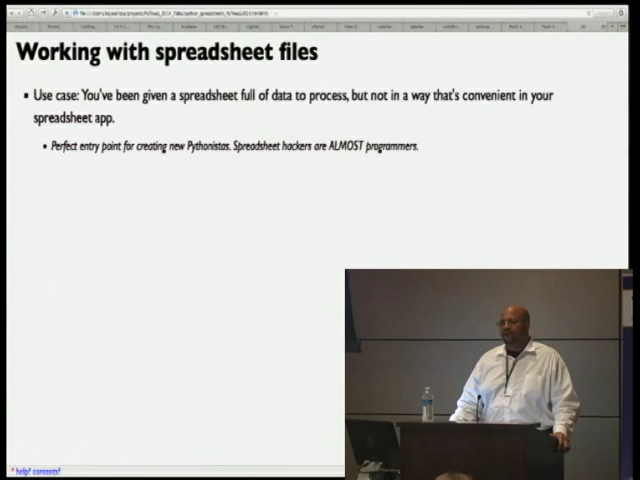 Working with spreadsheet files
▪ Use case: You've been given a spreadsheet full of data to process, but not in a way that's convenient in your
spreadsheet app.
• Perfect entry point for creating new Pythonistas. Spreadsheet hackers are ALMOST programmers.
* help? contents?